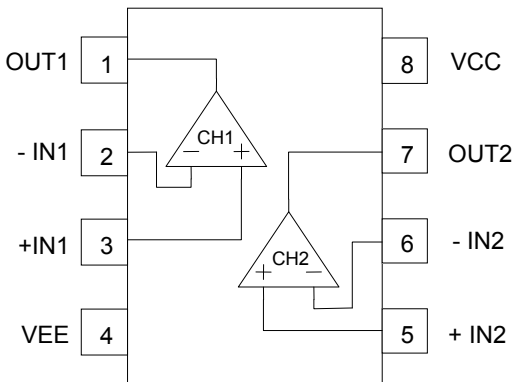 OUT1 1 8 VCC
CH1
- IN1 2 − + 7 OUT2
+IN1 3 6 - IN2
CH2
+ −
VEE 4 5 + IN2